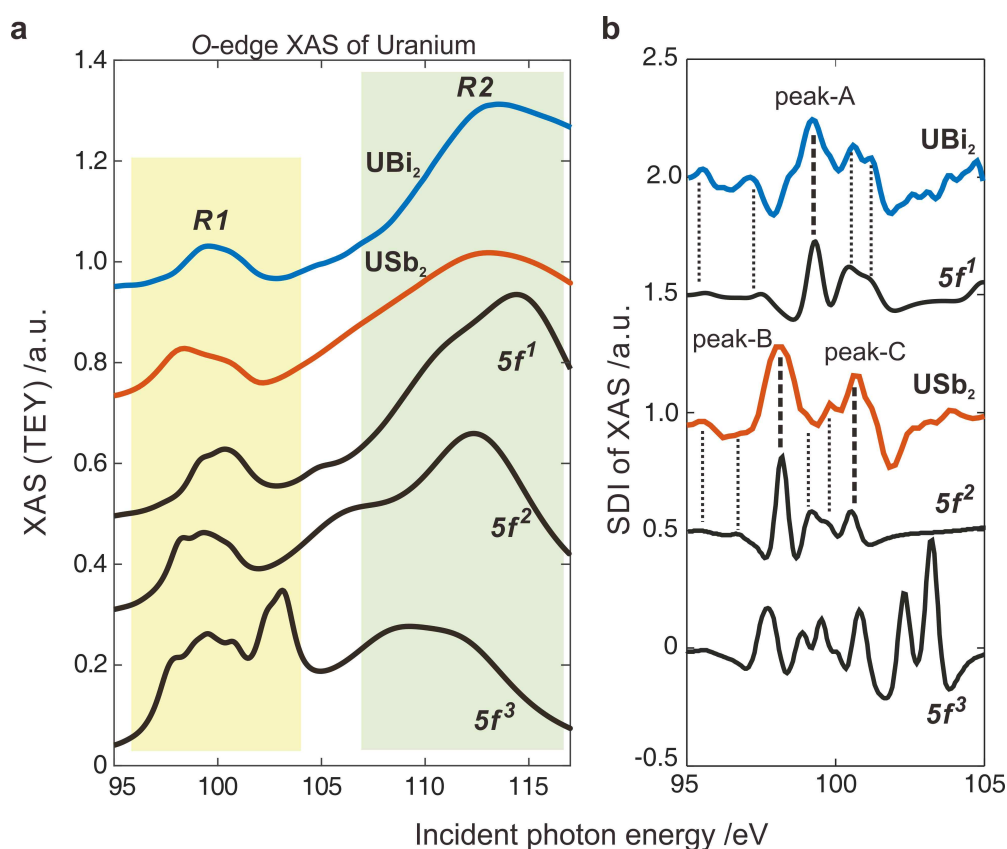 a
O-edge XAS of Uranium
1.4
1.2
1.0
0.8
0.6
0.4
0.2
0
R1
R2
UBi₂
USb₂
5f¹
5f²
5f³
XAS (TEY) /a.u.
95
100
105
110
115
b
2.5
2.0
1.5
1.0
0.5
0
-0.5
peak-A
UBi₂
5f¹
peak-B
peak-C
USb₂
5f²
5f³
SDI of XAS /a.u.
95
100
105
Incident photon energy /eV